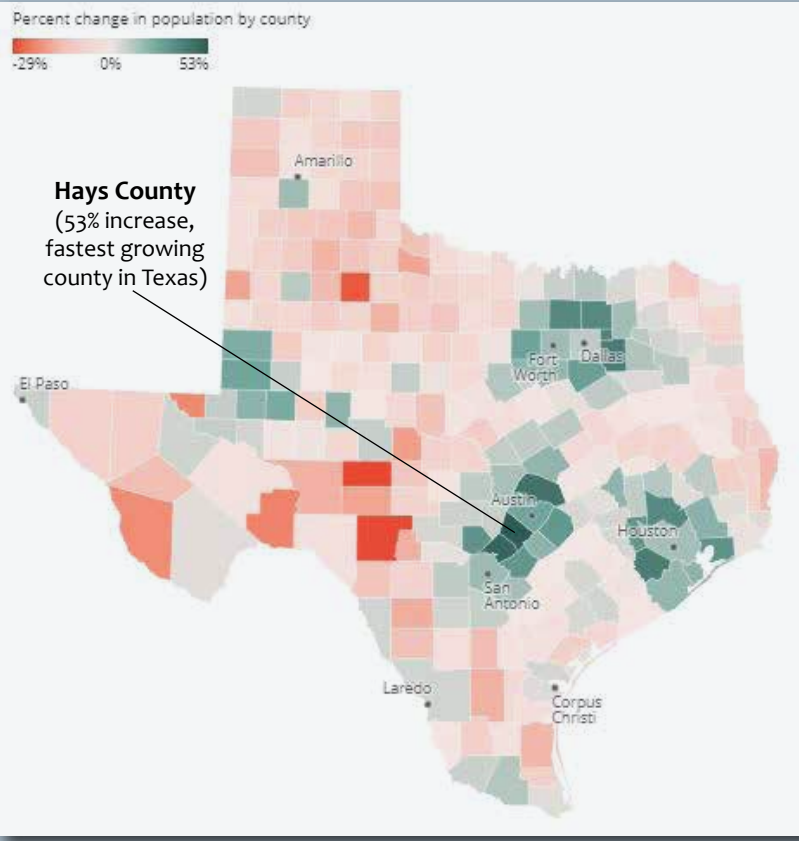 Percent change in population by county
-29% 0% 53%
Amarillo
Hays County
(53% increase,
fastest growing
county in Texas)
Fort
Worth
Dallas
El Paso
Austin
Houston
San
Antonio
Laredo
Corpus
Christi